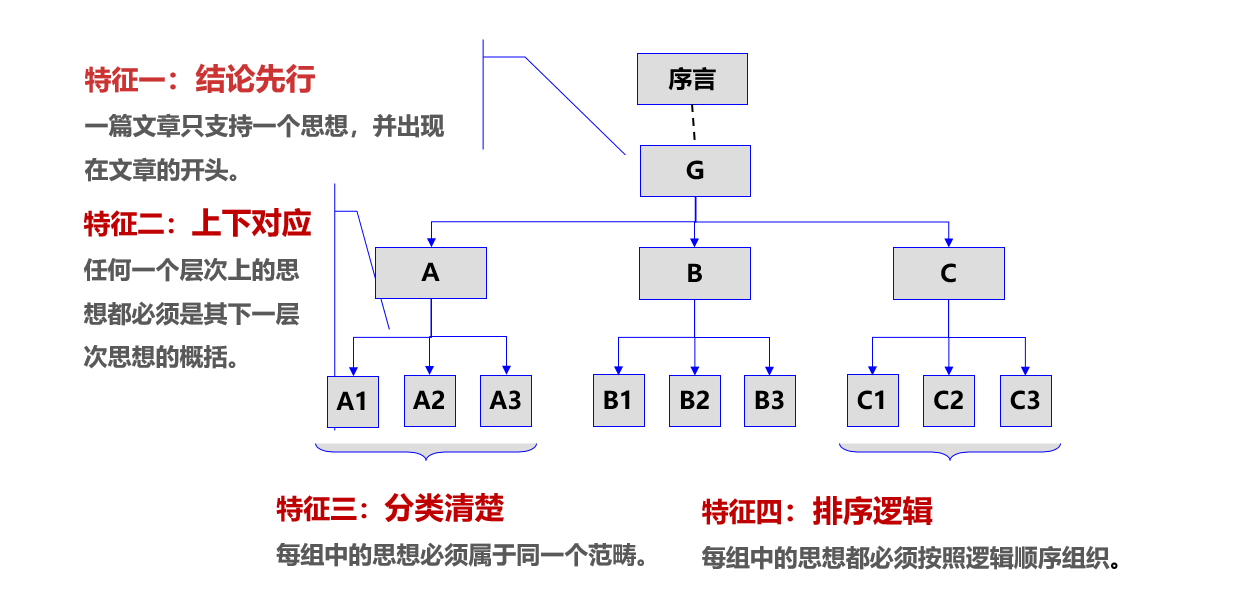 特征一：结论先行
一篇文章只支持一个思想，并出现
在文章的开头。
序言
G
特征二：上下对应
任何一个层次上的思
想都必须是其下一层
次思想的概括。
A
B
C
A1
A2
A3
B1
B2
B3
C1
C2
C3
特征三：分类清楚
每组中的思想必须属于同一个范畴。
特征四：排序逻辑
每组中的思想都必须按照逻辑顺序组织。